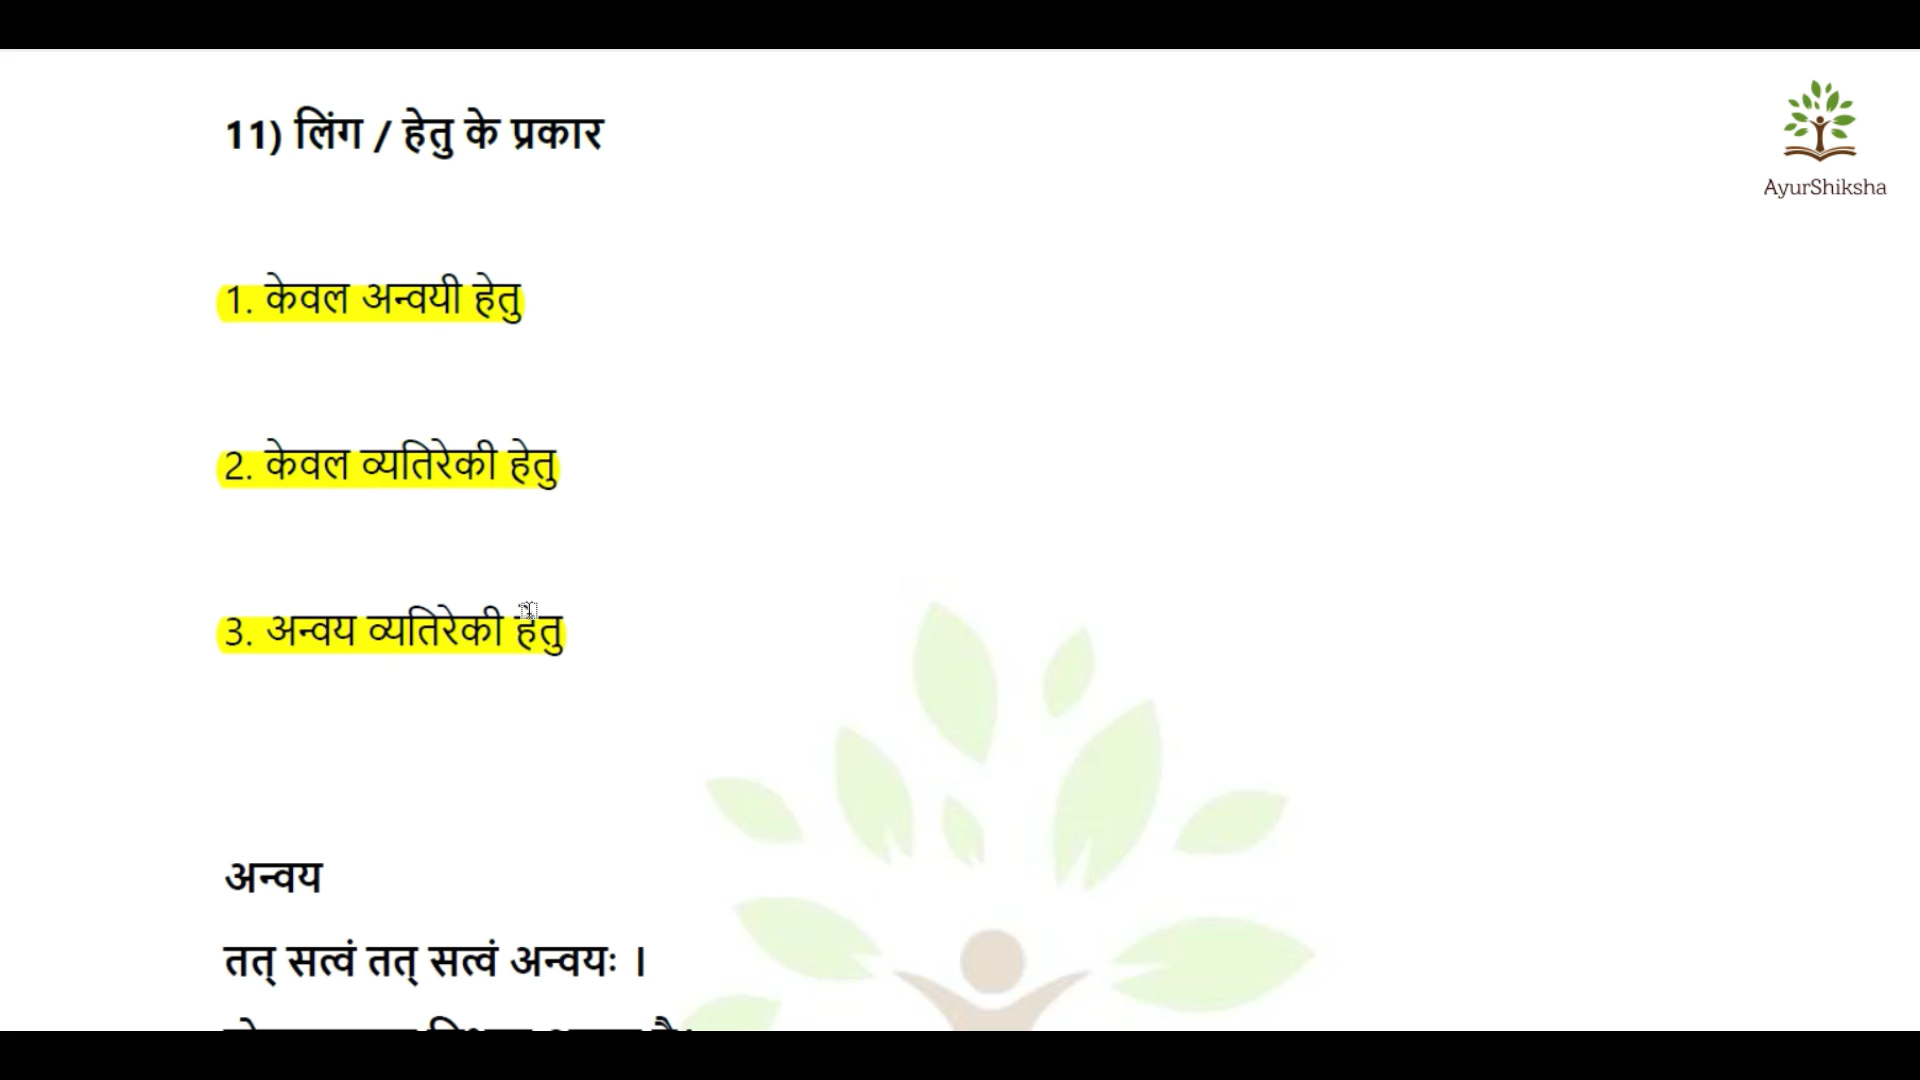 11) लिंग / हेतु के प्रकार
AyurShiksha
1. केवल अन्वयी हेतु
2. केवल व्यतिरेकी हेतु
3. अन्वय व्यतिरेकी हेतु
अन्वय
तत् सत्वं तत् सत्वं अन्वयः ।